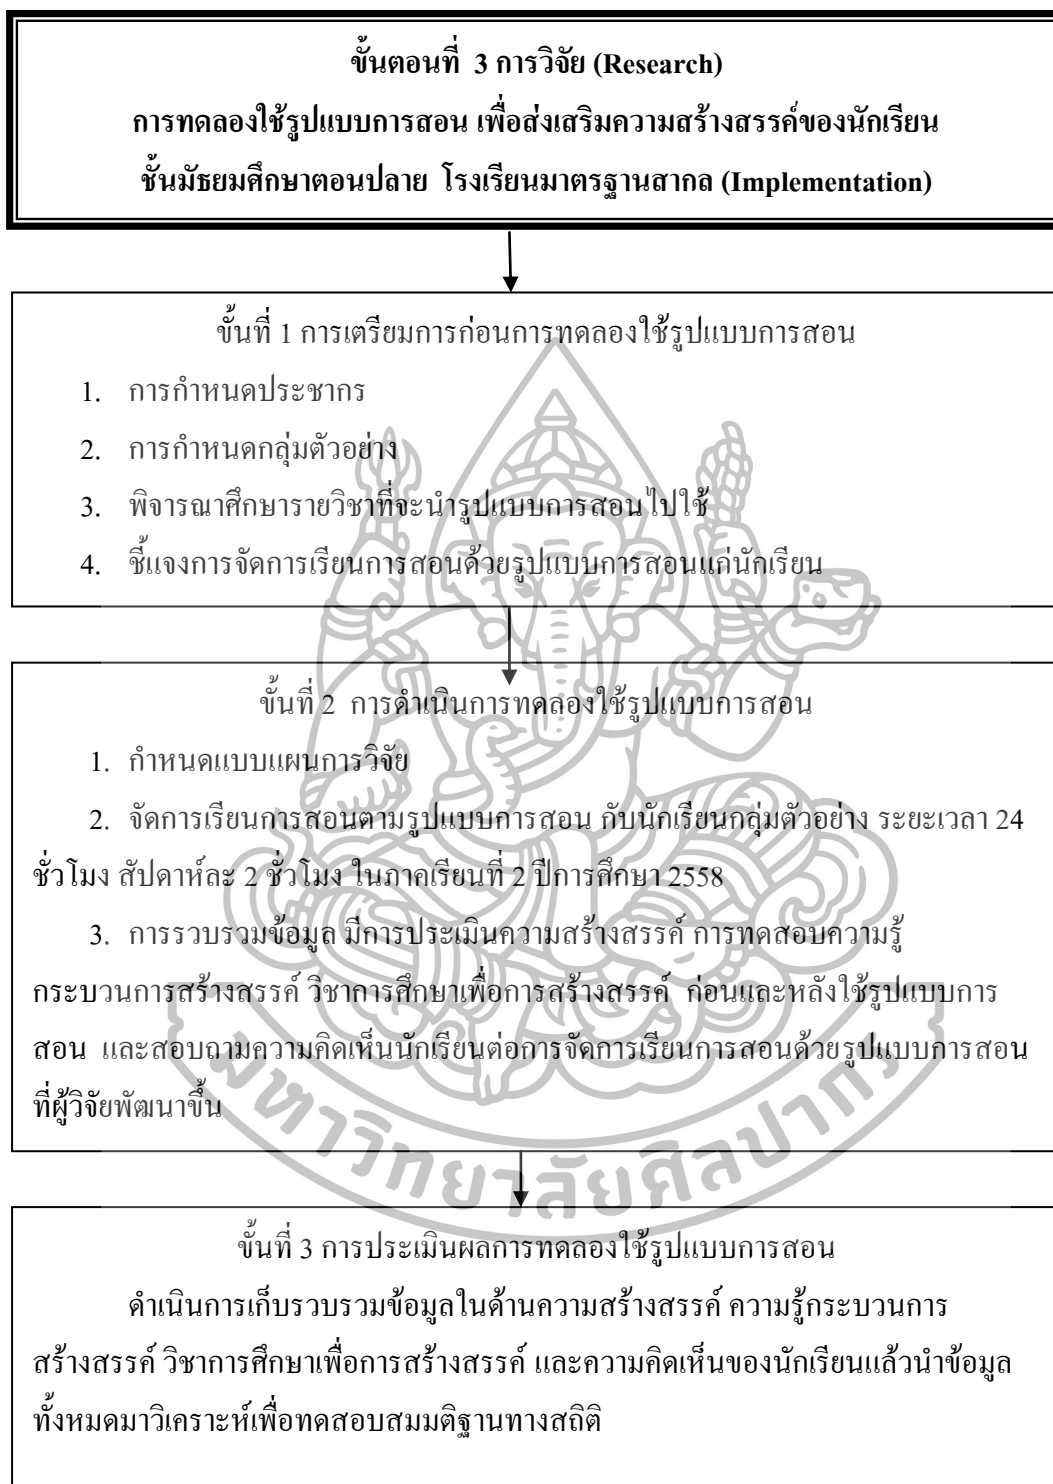 ขั้นตอนที่ 3 การวิจัย (Research)
การทดลองใช้รูปแบบการสอน เพื่อส่งเสริมความสร้างสรรค์ของนักเรียน
ชั้นมัธยมศึกษาตอนปลาย โรงเรียนมาตรฐานสากล (Implementation)
ขั้นที่ 1 การเตรียมการก่อนการทดลองใช้รูปแบบการสอน
1. การกำหนดประชากร
2. การกำหนดกลุ่มตัวอย่าง
3. พิจารณาศึกษารายวิชาที่จะนำรูปแบบการสอนไปใช้
4. ชี้แจงการจัดการเรียนการสอนด้วยรูปแบบการสอนแก่นักเรียน
ขั้นที่ 2 การดำเนินการทดลองใช้รูปแบบการสอน
1. กำหนดแบบแผนการวิจัย
2. จัดการเรียนการสอนตามรูปแบบการสอน กับนักเรียนกลุ่มตัวอย่าง ระยะเวลา 24
ชั่วโมง สัปดาห์ละ 2 ชั่วโมง ในภาคเรียนที่ 2 ปีการศึกษา 2558
3. การรวบรวมข้อมูล มีการประเมินความสร้างสรรค์ การทดสอบความรู้
กระบวนการสร้างสรรค์ วิชาการศึกษาเพื่อการสร้างสรรค์ ก่อนและหลังใช้รูปแบบการ
สอน และสอบถามความคิดเห็นนักเรียนต่อการจัดการเรียนการสอนด้วยรูปแบบการสอน
ที่ผู้วิจัยพัฒนาขึ้น
มหาวิทยาลัยศิลปากร
ขั้นที่ 3 การประเมินผลการทดลองใช้รูปแบบการสอน
ดำเนินการเก็บรวบรวมข้อมูลในด้านความสร้างสรรค์ ความรู้กระบวนการ
สร้างสรรค์ วิชาการศึกษาเพื่อการสร้างสรรค์ และความคิดเห็นของนักเรียนแล้วนำข้อมูล
ทั้งหมดมาวิเคราะห์เพื่อทดสอบสมมติฐานทางสถิติ